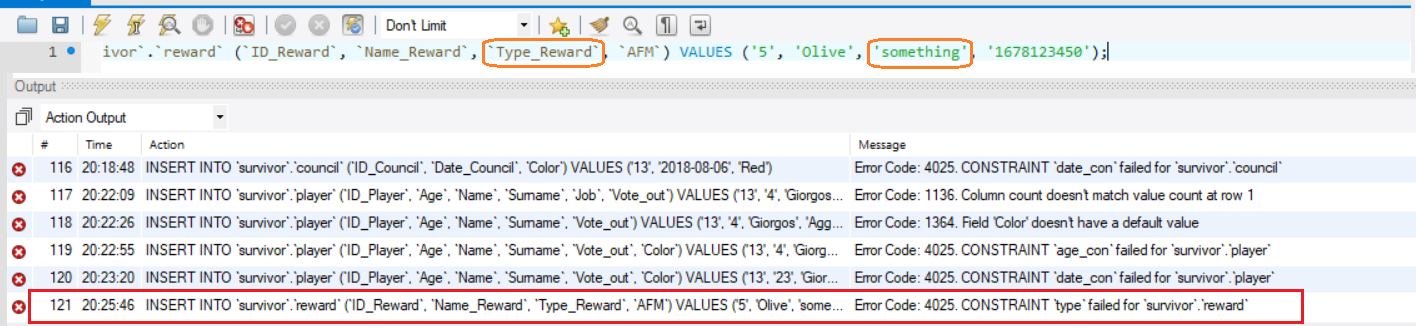 Don't Limit
1 ivor`.`reward` (`ID_Reward`, `Name_Reward`, `Type_Reward`, `AFM`) VALUES ('5', 'Olive', 'something', '1678123450');
Output
Action Output
# Time Action Message
116 20:18:48 INSERT INTO `survivor`.`council` (`ID_Council`, `Date_Council`, `Color`) VALUES ('13', '2018-08-06', 'Red') Error Code: 4025. CONSTRAINT `date_con` failed for `survivor`.`council`
117 20:22:09 INSERT INTO `survivor`.`player` (`ID_Player`, `Age`, `Name`, `Surname`, `Job`, `Vote_out`) VALUES ('13', '4', 'Giorgos... Error Code: 1136. Column count doesn't match value count at row 1
118 20:22:26 INSERT INTO `survivor`.`player` (`ID_Player`, `Age`, `Name`, `Surname`, `Vote_out`) VALUES ('13', '4', 'Giorgos', 'Agg... Error Code: 1364. Field 'Color' doesn't have a default value
119 20:22:55 INSERT INTO `survivor`.`player` (`ID_Player`, `Age`, `Name`, `Surname`, `Vote_out`, `Color`) VALUES ('13', '4', 'Giorg... Error Code: 4025. CONSTRAINT `age_con` failed for `survivor`.`player`
120 20:23:20 INSERT INTO `survivor`.`player` (`ID_Player`, `Age`, `Name`, `Surname`, `Vote_out`, `Color`) VALUES ('13', '23', 'Gior... Error Code: 4025. CONSTRAINT `date_con` failed for `survivor`.`player`
121 20:25:46 INSERT INTO `survivor`.`reward` (`ID_Reward`, `Name_Reward`, `Type_Reward`, `AFM`) VALUES ('5', 'Olive', 'some... Error Code: 4025. CONSTRAINT `type` failed for `survivor`.`reward`